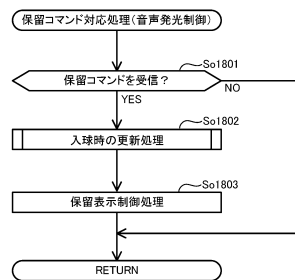 保留コマンド対応処理(音声発光制御)
So1801
保留コマンドを受信?
NO
YES
So1802
入球時の更新処理
So1803
保留表示制御処理
RETURN